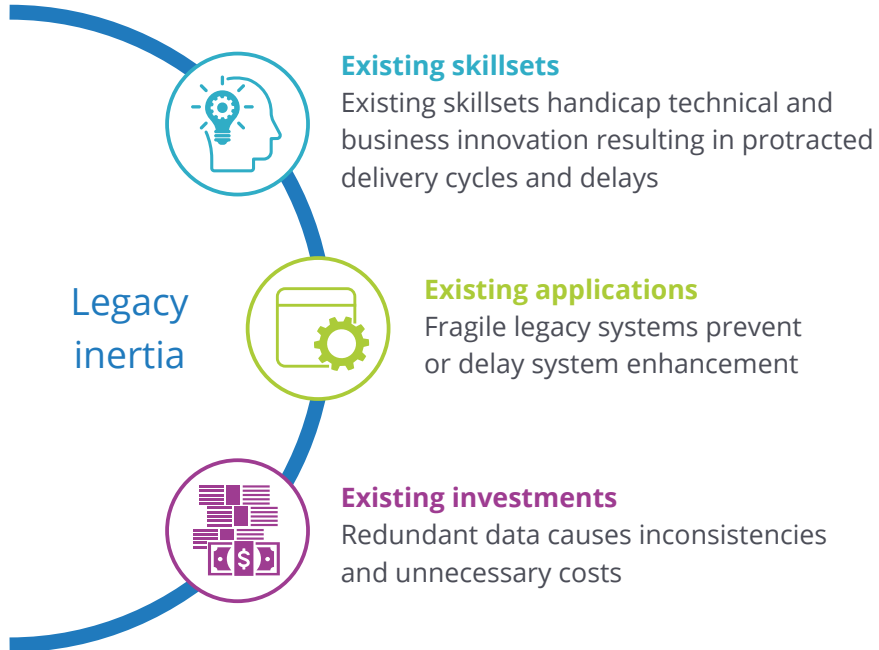 Existing skillsets
Existing skillsets handicap technical and
business innovation resulting in protracted
delivery cycles and delays
Legacy
inertia
Existing applications
Fragile legacy systems prevent
or delay system enhancement
$
Existing investments
Redundant data causes inconsistencies
and unnecessary costs